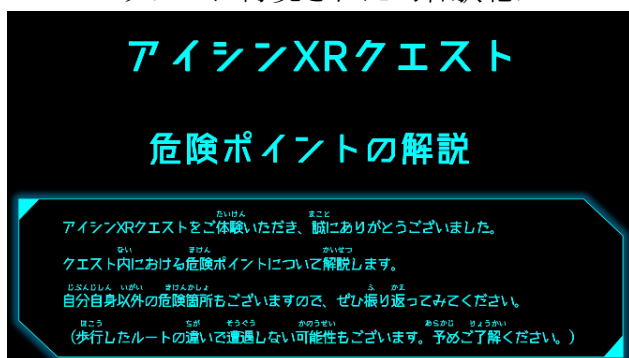 アイシンXRクエスト
危険ポイントの解説
アイシンXRクエストをご体験いただき、誠にありがとうございました。
クエスト内における危険ポイントについて解説します。
自分自身以外の危険箇所もございますので、ぜひ振り返ってみてください。
（歩行したルートの違いで遭遇しない可能性もございます。予めご了解ください。）